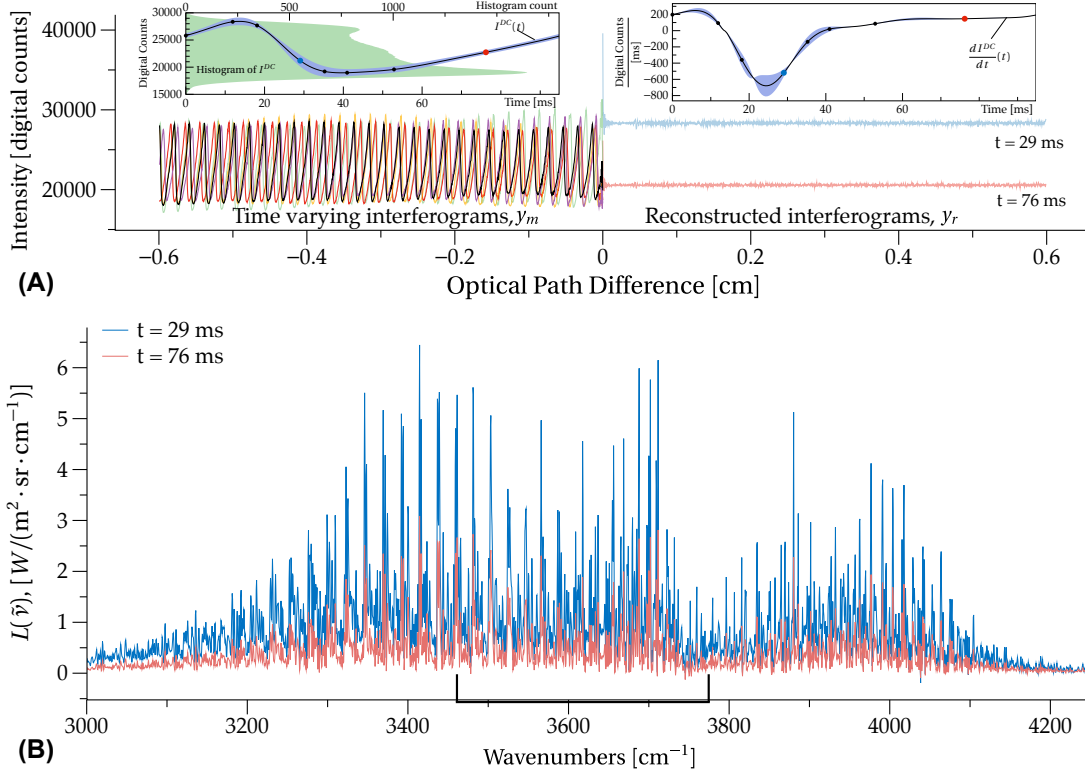 0 500 1000 Histogram count
30000
27000
24000
21000
18000
15000
Digital Counts
I^DC(t)
Histogram of I^DC
0 20 40 60 Time [ms]
200
0
−200
−400
−600
−800
Digital Counts
[ms]
dI^DC
dt (t)
0 20 40 60 Time [ms]
40000
30000
20000
Intensity [digital counts]
t = 29 ms
t = 76 ms
Time varying interferograms, y_m
Reconstructed interferograms, y_r
−0.6 −0.4 −0.2 0 0.2 0.4 0.6
(A)
Optical Path Difference [cm]
t = 29 ms
t = 76 ms
6
5
4
3
2
1
0
L(ṽ), [W/(m² · sr · cm⁻¹)]
3000 3200 3400 3600 3800 4000 4200
(B)
Wavenumbers [cm⁻¹]